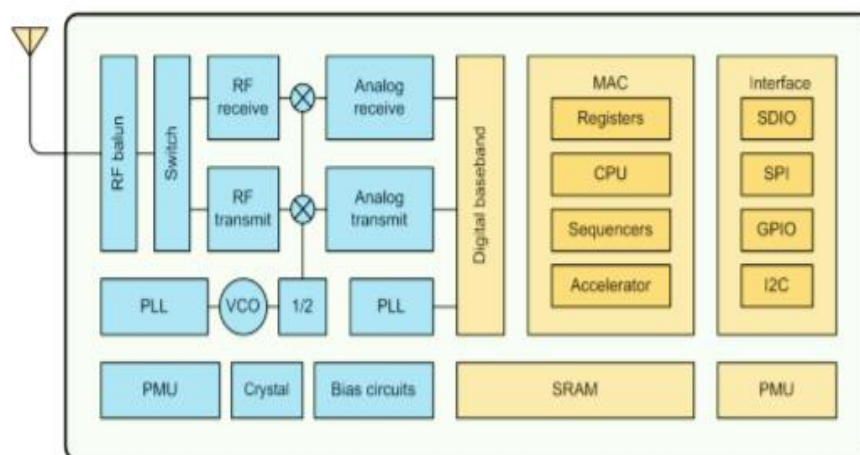 RF balun
Switch
RF
receive
Analog
receive
RF
transmit
Analog
transmit
PLL
VCO
1/2
PLL
Digital baseband
MAC
Registers
CPU
Sequencers
Accelerator
Interface
SDIO
SPI
GPIO
I2C
PMU
Crystal
Bias circuits
SRAM
PMU